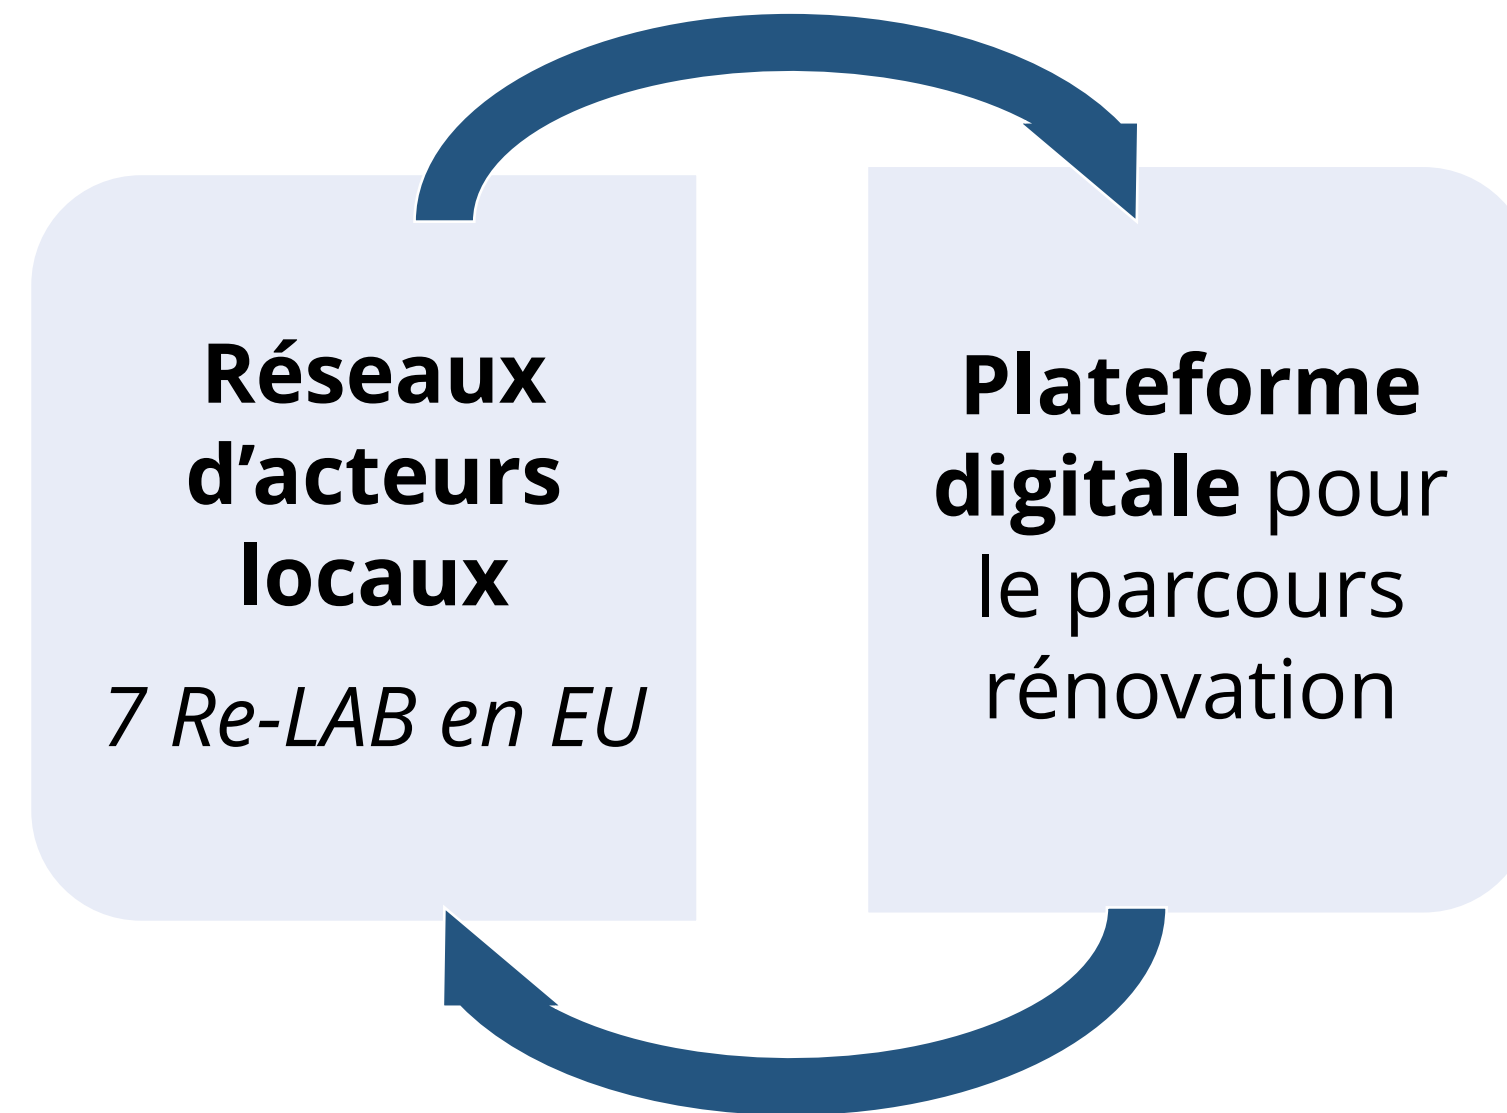 Réseaux
d’acteurs
locaux
7 Re-LAB en EU
Plateforme
digitale pour
le parcours
rénovation